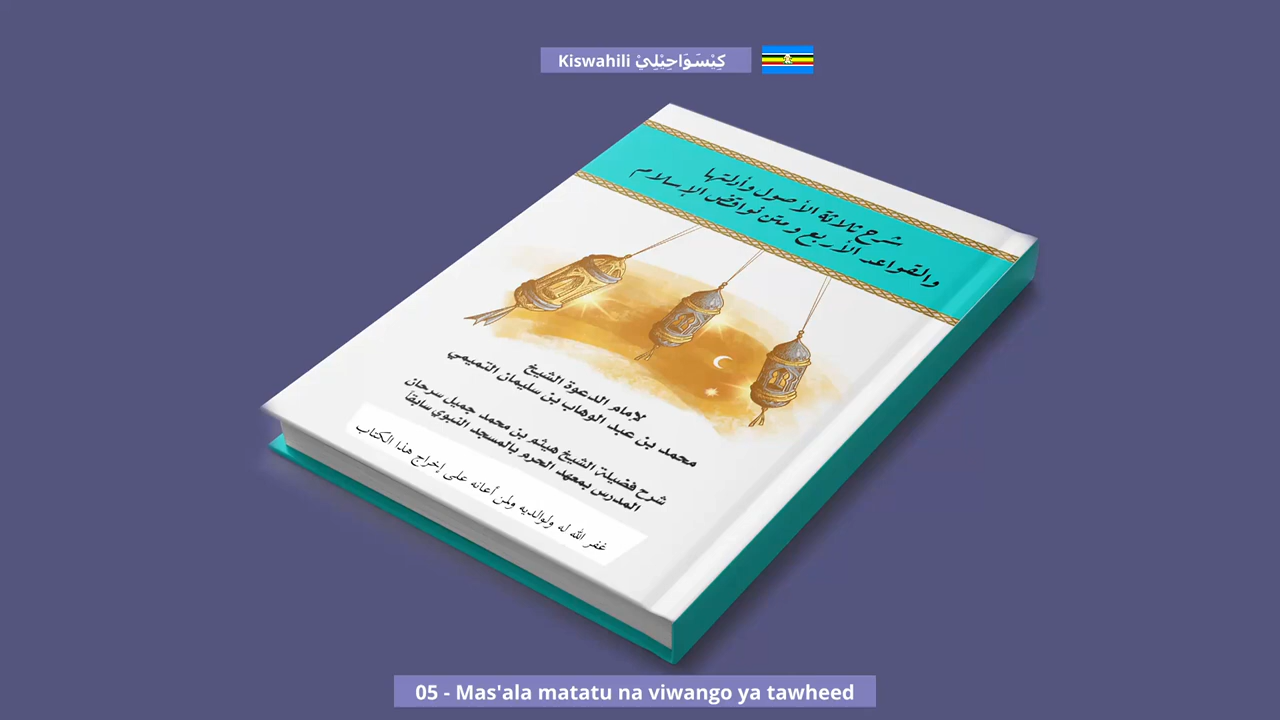 Kiswahili كِيْسَوَاحِيْلِيْ
شرح ثلاثة الأصول وأدلتها
والقواعد الأربع ومتن نواقض الإسلام
لإمام الدعوة الشيخ
محمد بن عبد الوهاب بن سليمان التميمي
شرح فضيلة الشيخ هيثم بن محمد جميل سرحان
المدرس بمعهد الحرم بالمسجد النبوي سابقا
غفر الله له ولوالديه ولمن أعانه على إخراج هذا الكتاب
05 - Mas'ala matatu na viwango ya tawheed